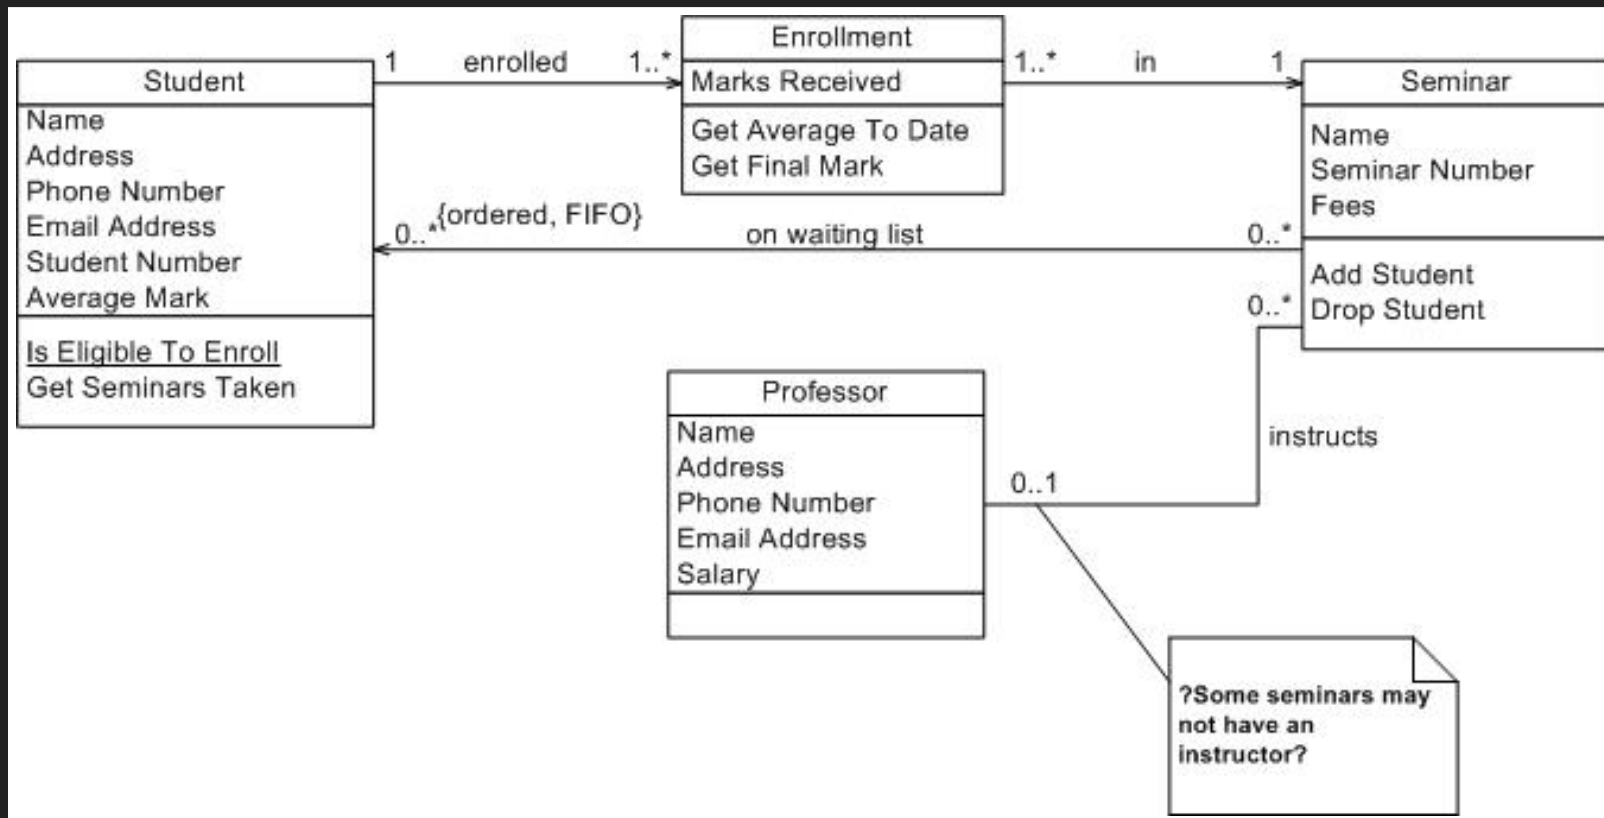 Student
Name
Address
Phone Number
Email Address
Student Number
Average Mark
Is Eligible To Enroll
Get Seminars Taken
1 enrolled 1..*
Enrollment
Marks Received
Get Average To Date
Get Final Mark
1..* in 1
Seminar
Name
Seminar Number
Fees
Add Student
Drop Student
0..* {ordered, FIFO} on waiting list 0..*
0..*
instructs
0..1
Professor
Name
Address
Phone Number
Email Address
Salary
?Some seminars may
not have an
instructor?